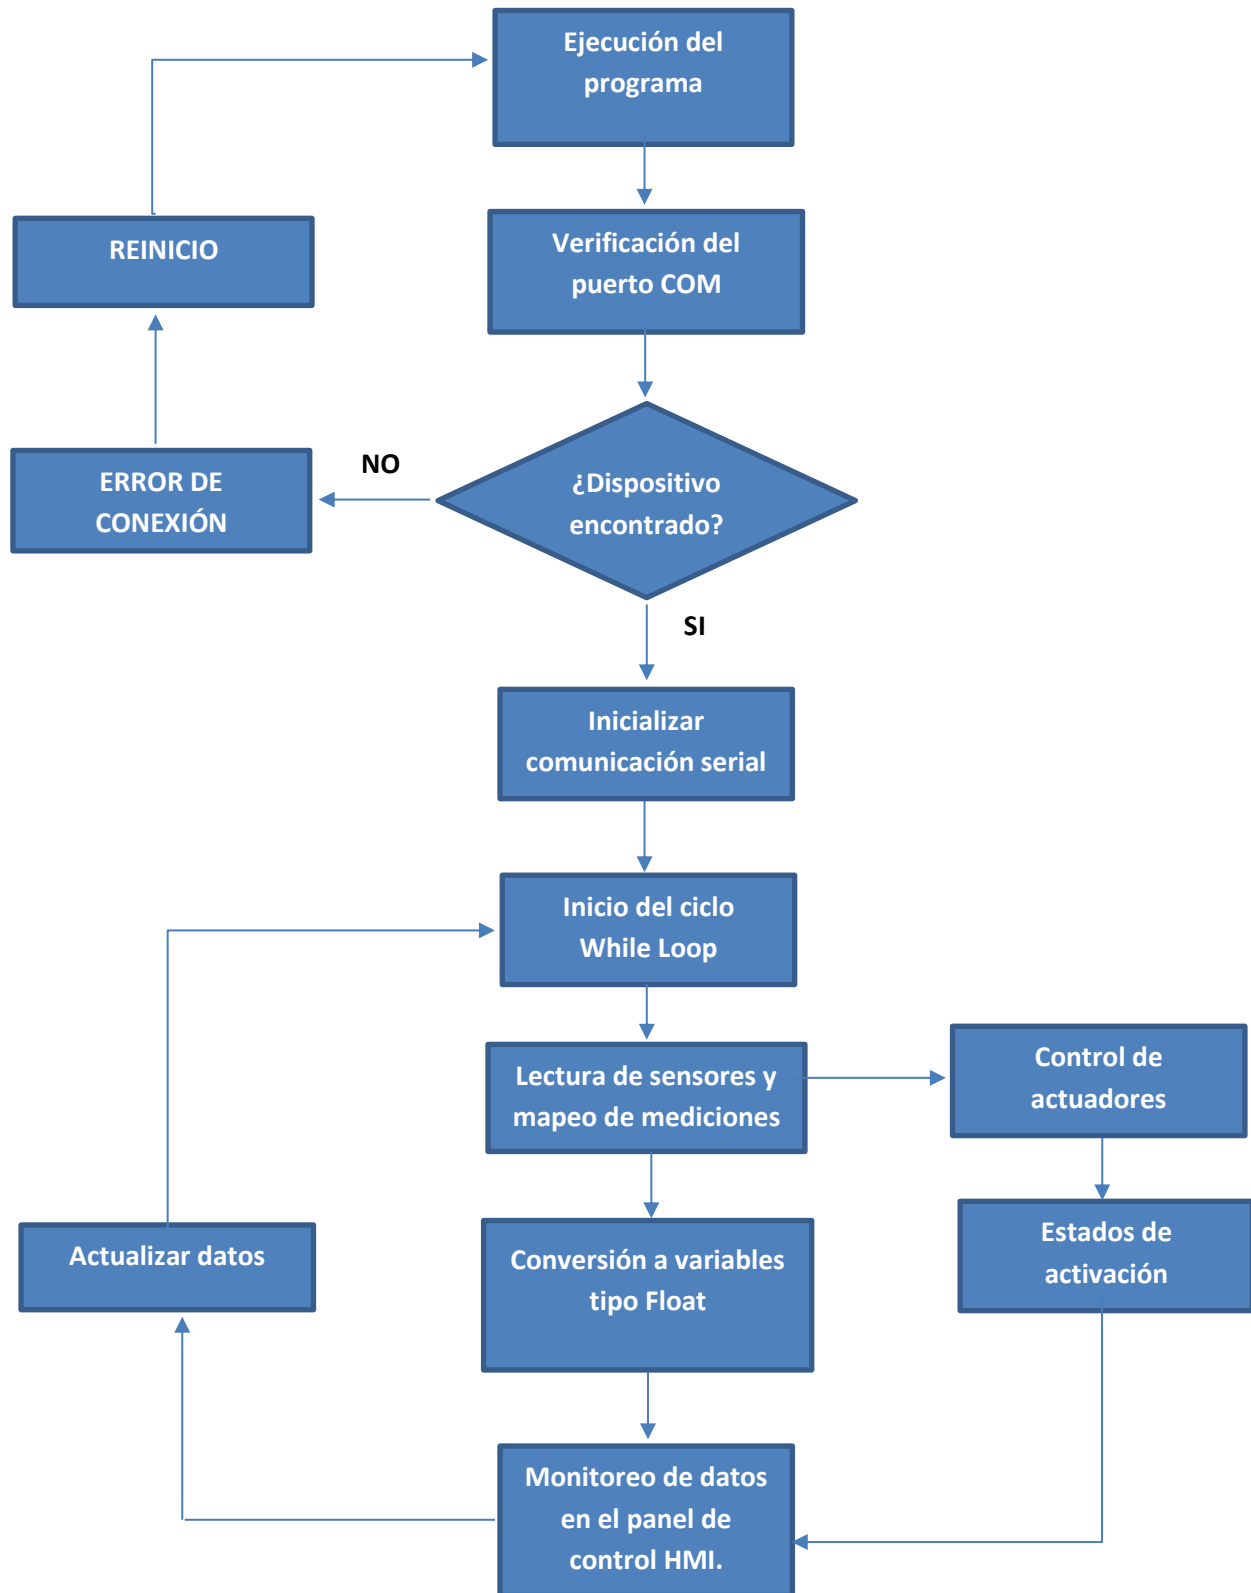 Ejecución del
programa
Verificación del
puerto COM
REINICIO
ERROR DE
CONEXIÓN
NO
¿Dispositivo
encontrado?
SI
Inicializar
comunicación serial
Inicio del ciclo
While Loop
Lectura de sensores y
mapeo de mediciones
Control de
actuadores
Estados de
activación
Actualizar datos
Conversión a variables
tipo Float
Monitoreo de datos
en el panel de
control HMI.